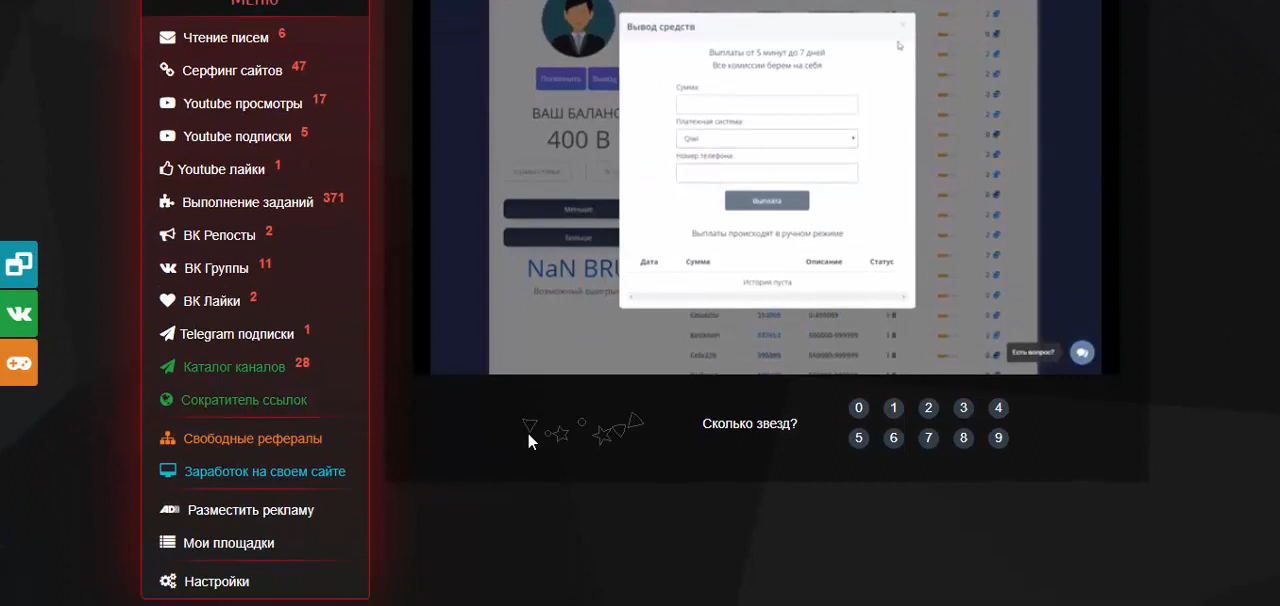 МЕНЮ
Чтение писем 6
Серфинг сайтов 47
Youtube просмотры 17
Youtube подписки 5
Youtube лайки 1
Выполнение заданий 371
ВК Репосты 2
ВК Группы 11
ВК Лайки 2
Telegram подписки 1
Каталог каналов 28
Сократитель ссылок
Свободные рефералы
Заработок на своем сайте
Разместить рекламу
Мои площадки
Настройки
Пополнить Вывод
ВАШ БАЛАНС
400 B
Меньше
Больше
NaN BRU
Вывод средств
Выплаты от 5 минут до 7 дней
Все комиссии берем на себя
Сумма:
Платежная система:
Qiwi
Номер телефона:
Выплата
Выплаты происходят в ручном режиме
Дата Сумма Описание Статус
История пуста
Есть вопрос?
Сколько звезд?
0 1 2 3 4
5 6 7 8 9